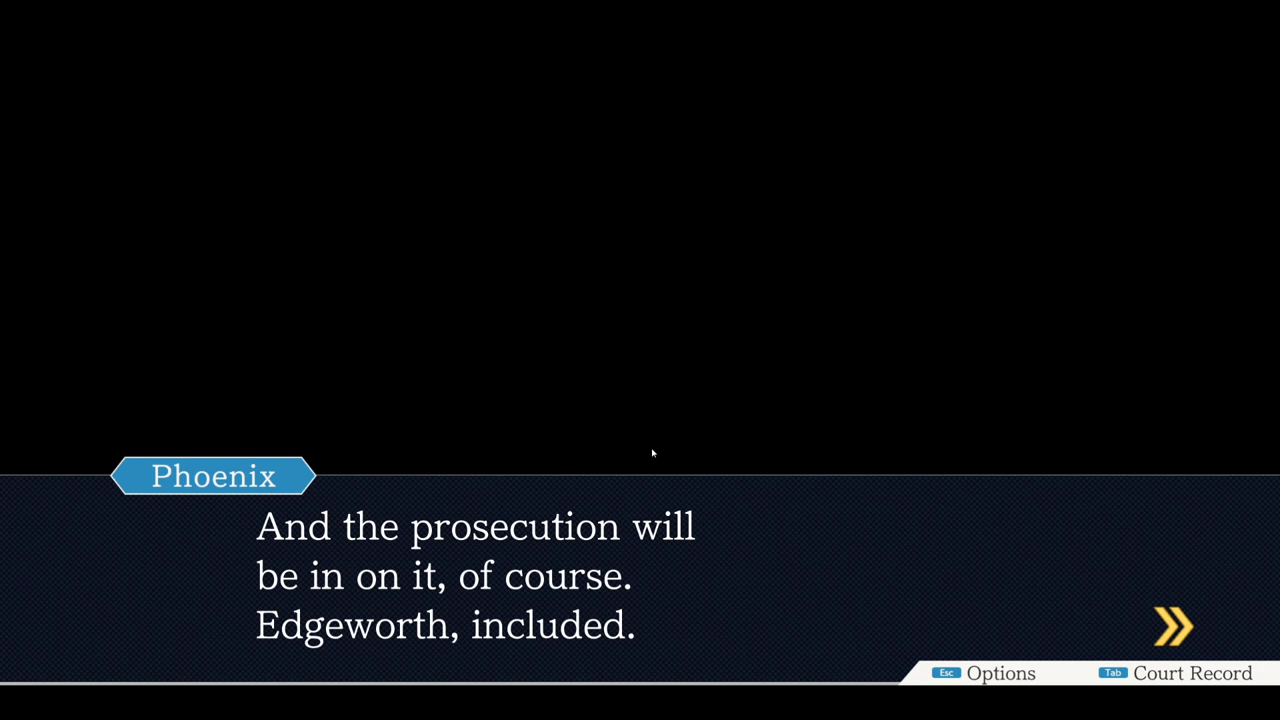 Phoenix
And the prosecution will
be in on it, of course.
Edgeworth, included.
Esc Options Tab Court Record